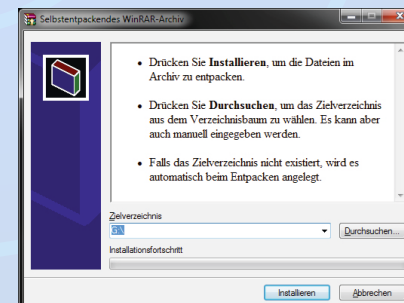 Selbstentpackendes WinRAR-Archiv
• Drücken Sie Installieren, um die Dateien im
Archiv zu entpacken.
• Drücken Sie Durchsuchen, um das Zielverzeichnis
aus dem Verzeichnisbaum zu wählen. Es kann aber
auch manuell eingegeben werden.
• Falls das Zielverzeichnis nicht existiert, wird es
automatisch beim Entpacken angelegt.
Zielverzeichnis
G:\
Durchsuchen...
Installationsfortschritt
Installieren
Abbrechen